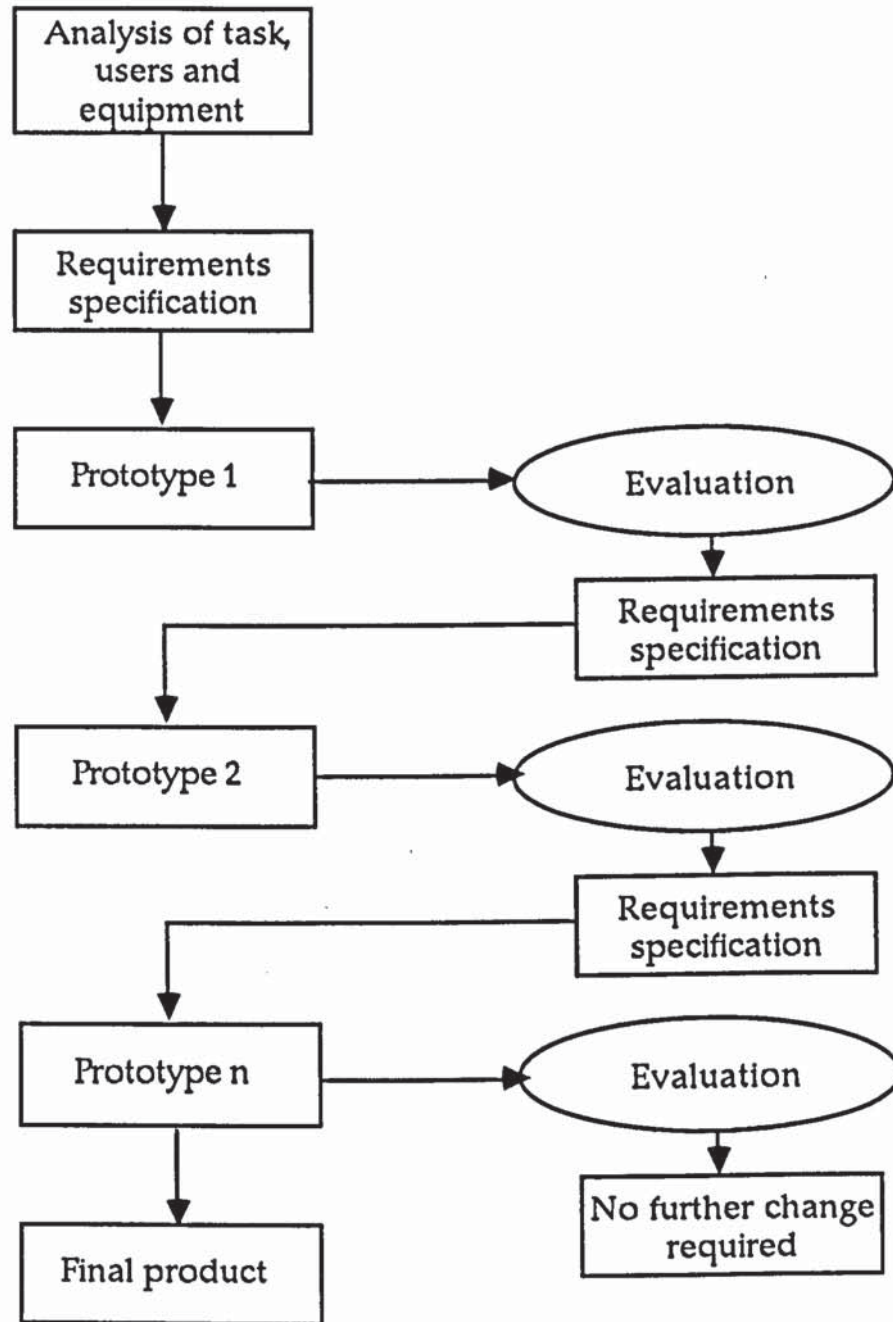 Analysis of task,
users and
equipment
Requirements
specification
Prototype 1
Evaluation
Requirements
specification
Prototype 2
Evaluation
Requirements
specification
Prototype n
Evaluation
No further change
required
Final product